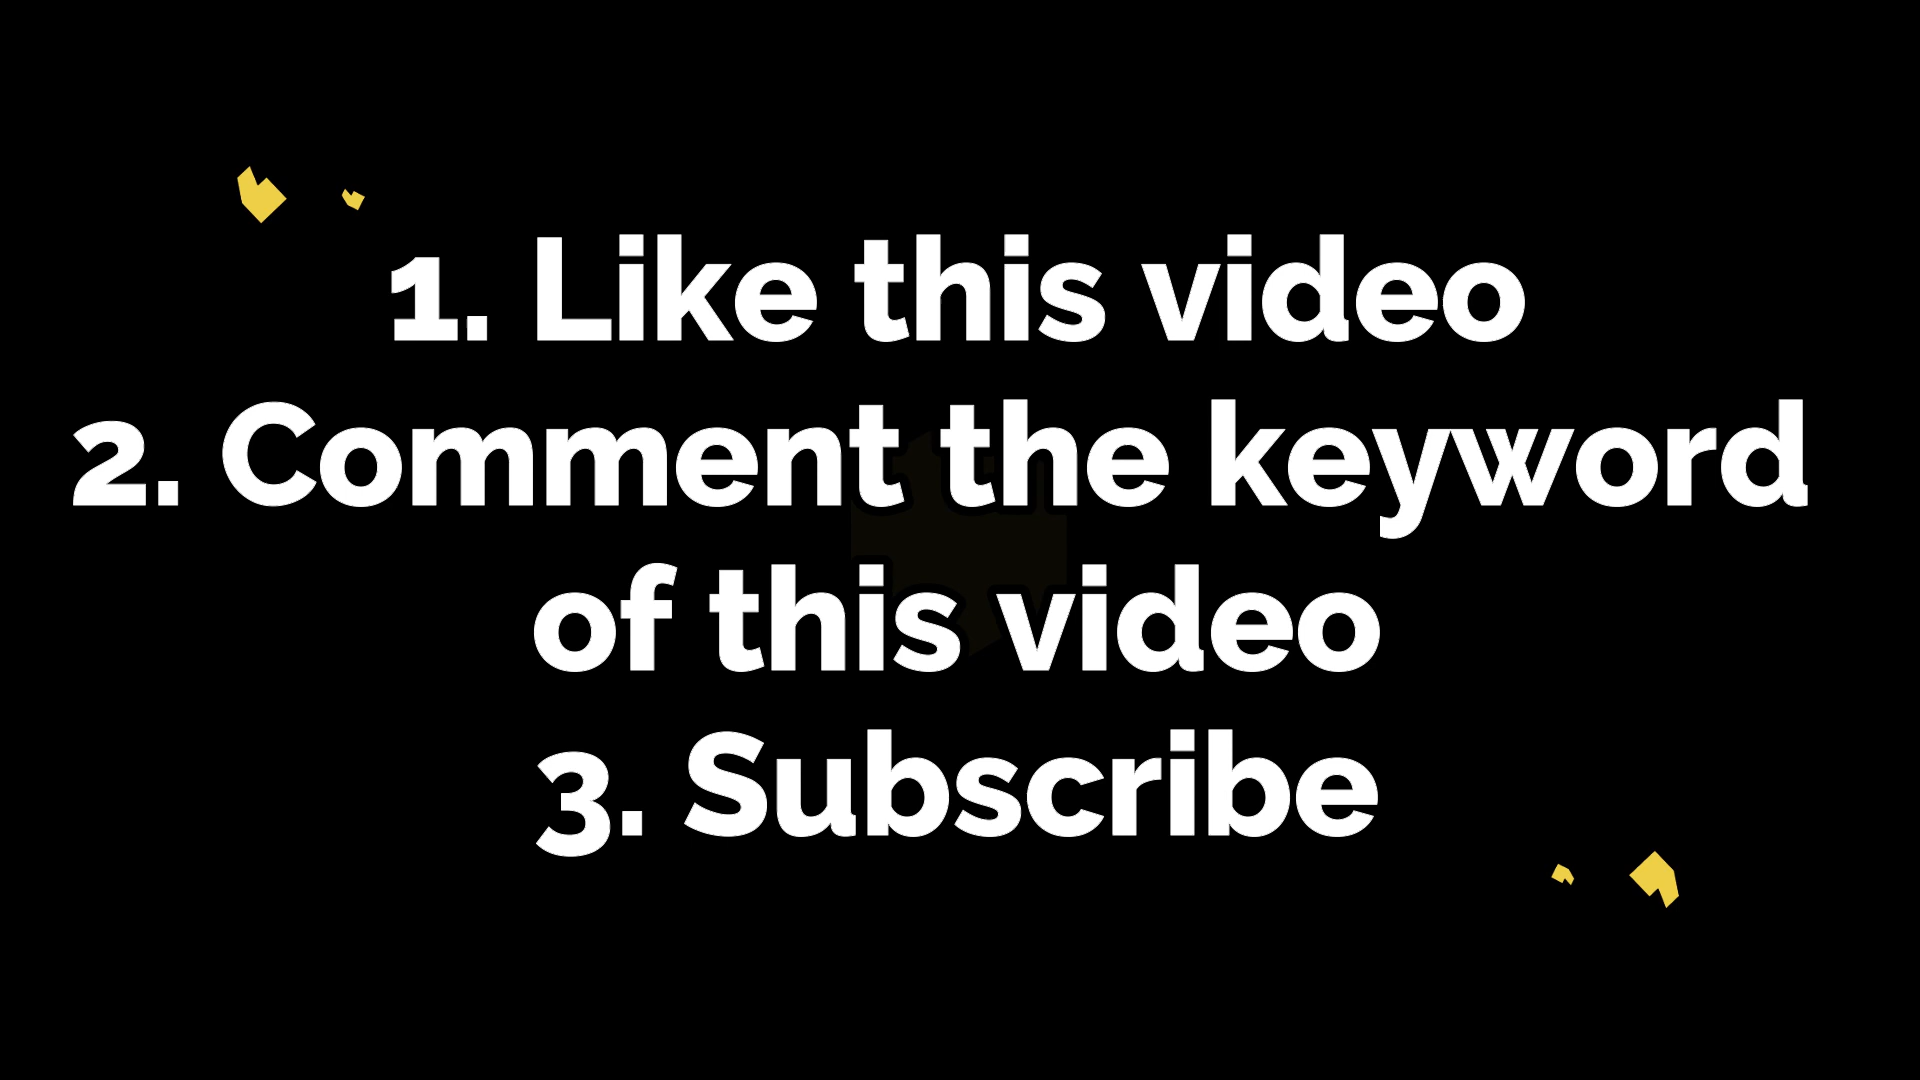 1. Like this video
2. Comment the keyword
of this video
3. Subscribe